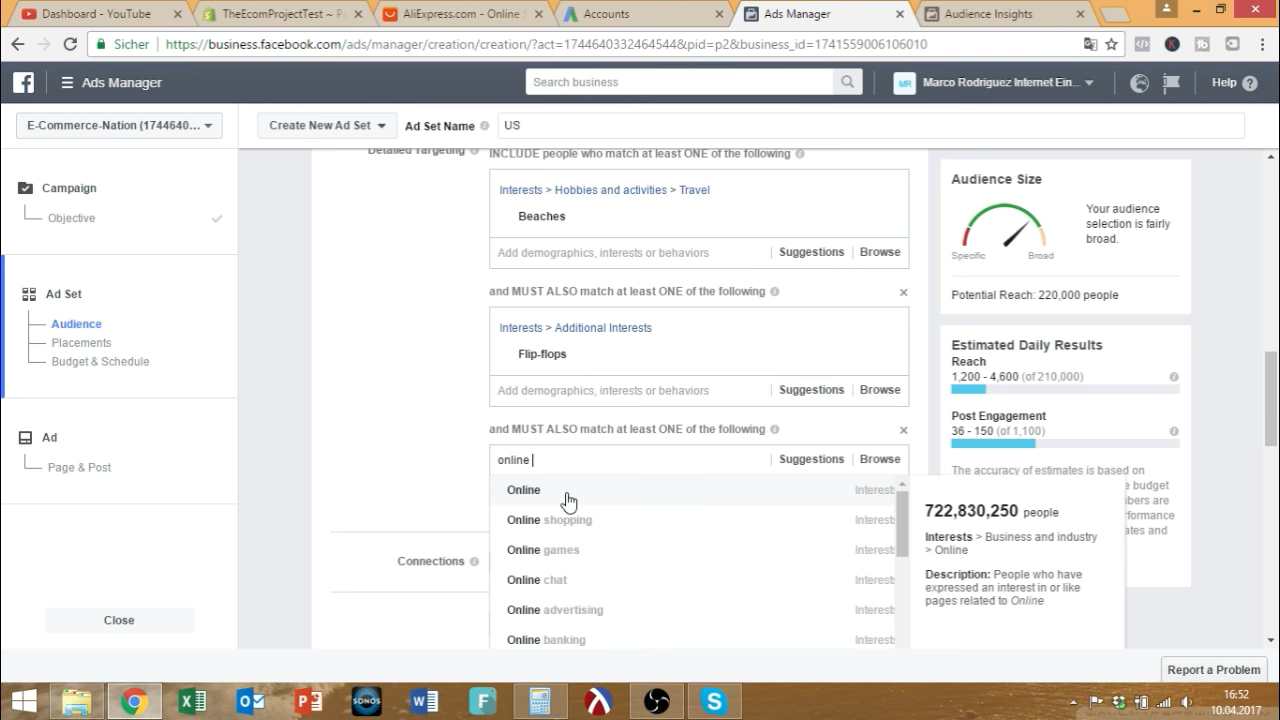 Dashboard - YouTube
TheEcomProjectTest ~ P
AliExpress.com - Online
Accounts
Ads Manager
Audience Insights
Sicher https://business.facebook.com/ads/manager/creation/creation/?act=1744640332464544&pid=p2&business_id=1741559006106010
Ads Manager
Search business
MR
Marco Rodriguez Internet Ein...
Help
E-Commerce-Nation (1744640...
Create New Ad Set
Ad Set Name
US
Campaign
Objective
Ad Set
Audience
Placements
Budget & Schedule
Ad
Page & Post
Close
Detailed Targeting
INCLUDE people who match at least ONE of the following
Interests > Hobbies and activities > Travel
Beaches
Add demographics, interests or behaviors
Suggestions
Browse
and MUST ALSO match at least ONE of the following
Interests > Additional Interests
Flip-flops
Add demographics, interests or behaviors
Suggestions
Browse
and MUST ALSO match at least ONE of the following
online
Suggestions
Browse
Online
Interests
Online shopping
Interests
Online games
Interests
Online chat
Interests
Online advertising
Interests
Online banking
Interests
Connections
722,830,250 people
Interests > Business and industry
> Online
Description: People who have
expressed an interest in or like
pages related to Online
Audience Size
Your audience
selection is fairly
broad.
Specific
Broad
Potential Reach: 220,000 people
Estimated Daily Results
Reach
1,200 - 4,600 (of 210,000)
Post Engagement
36 - 150 (of 1,100)
The accuracy of estimates is based on
budget
ates and
Report a Problem
SONOS
16:52
10.04.2017